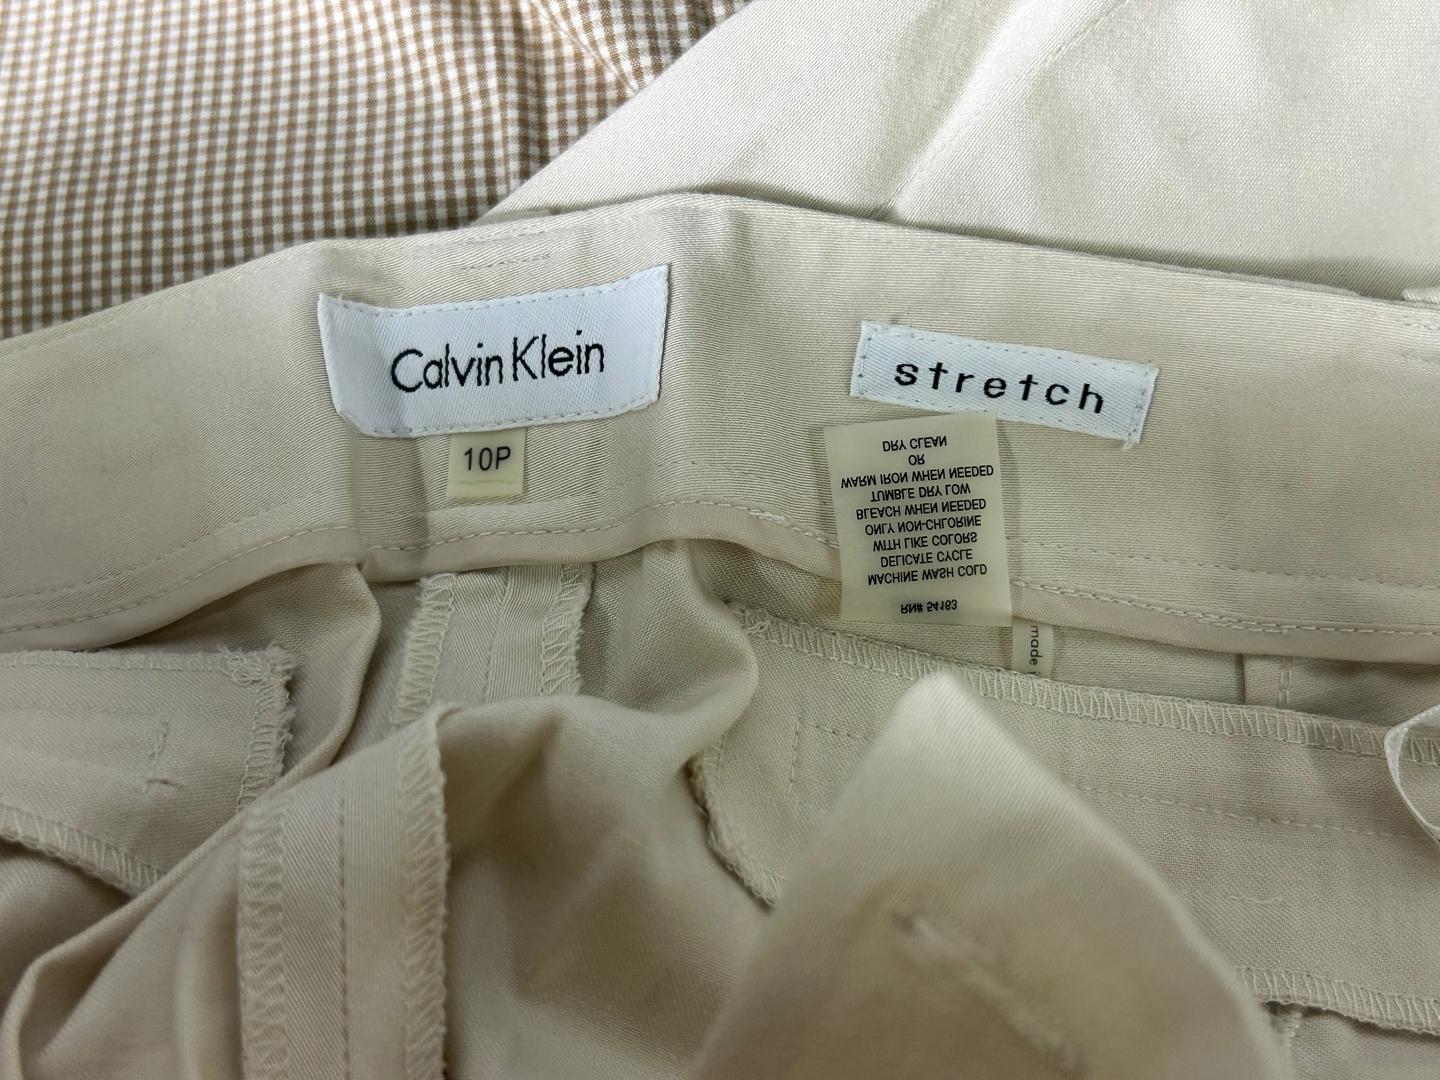 Calvin Klein
10P
stretch
RN# 54163
MACHINE WASH COLD
DELICATE CYCLE
WITH LIKE COLORS
ONLY NON-CHLORINE
BLEACH WHEN NEEDED
TUMBLE DRY LOW
WARM IRON WHEN NEEDED
OR
DRY CLEAN
made